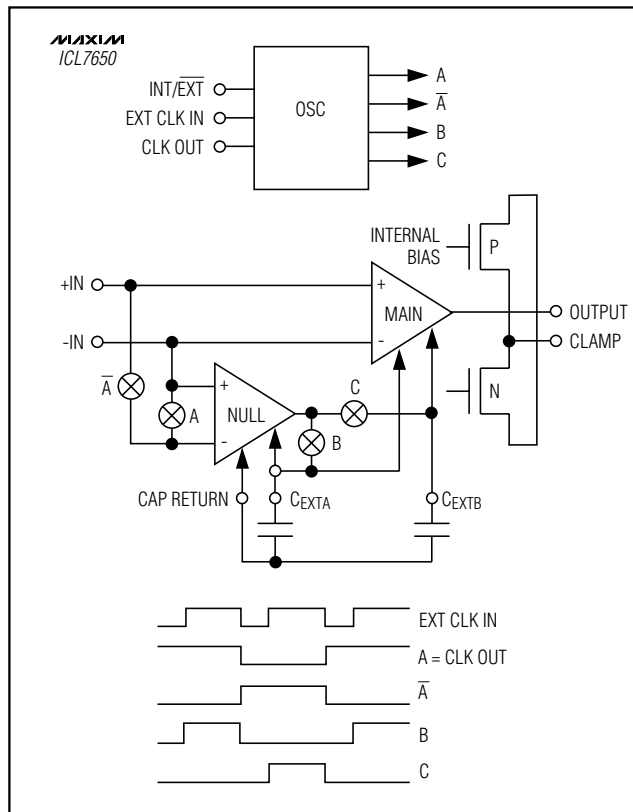 MAXIM
ICL7650
INT/E̅X̅T̅
EXT CLK IN
CLK OUT
OSC
A
A̅
B
C
INTERNAL
BIAS
P
+IN
+
MAIN
-
OUTPUT
-IN
CLAMP
A̅
+
A
NULL
-
C
B
N
CAP RETURN
CEXTA
CEXTB
EXT CLK IN
A = CLK OUT
A̅
B
C